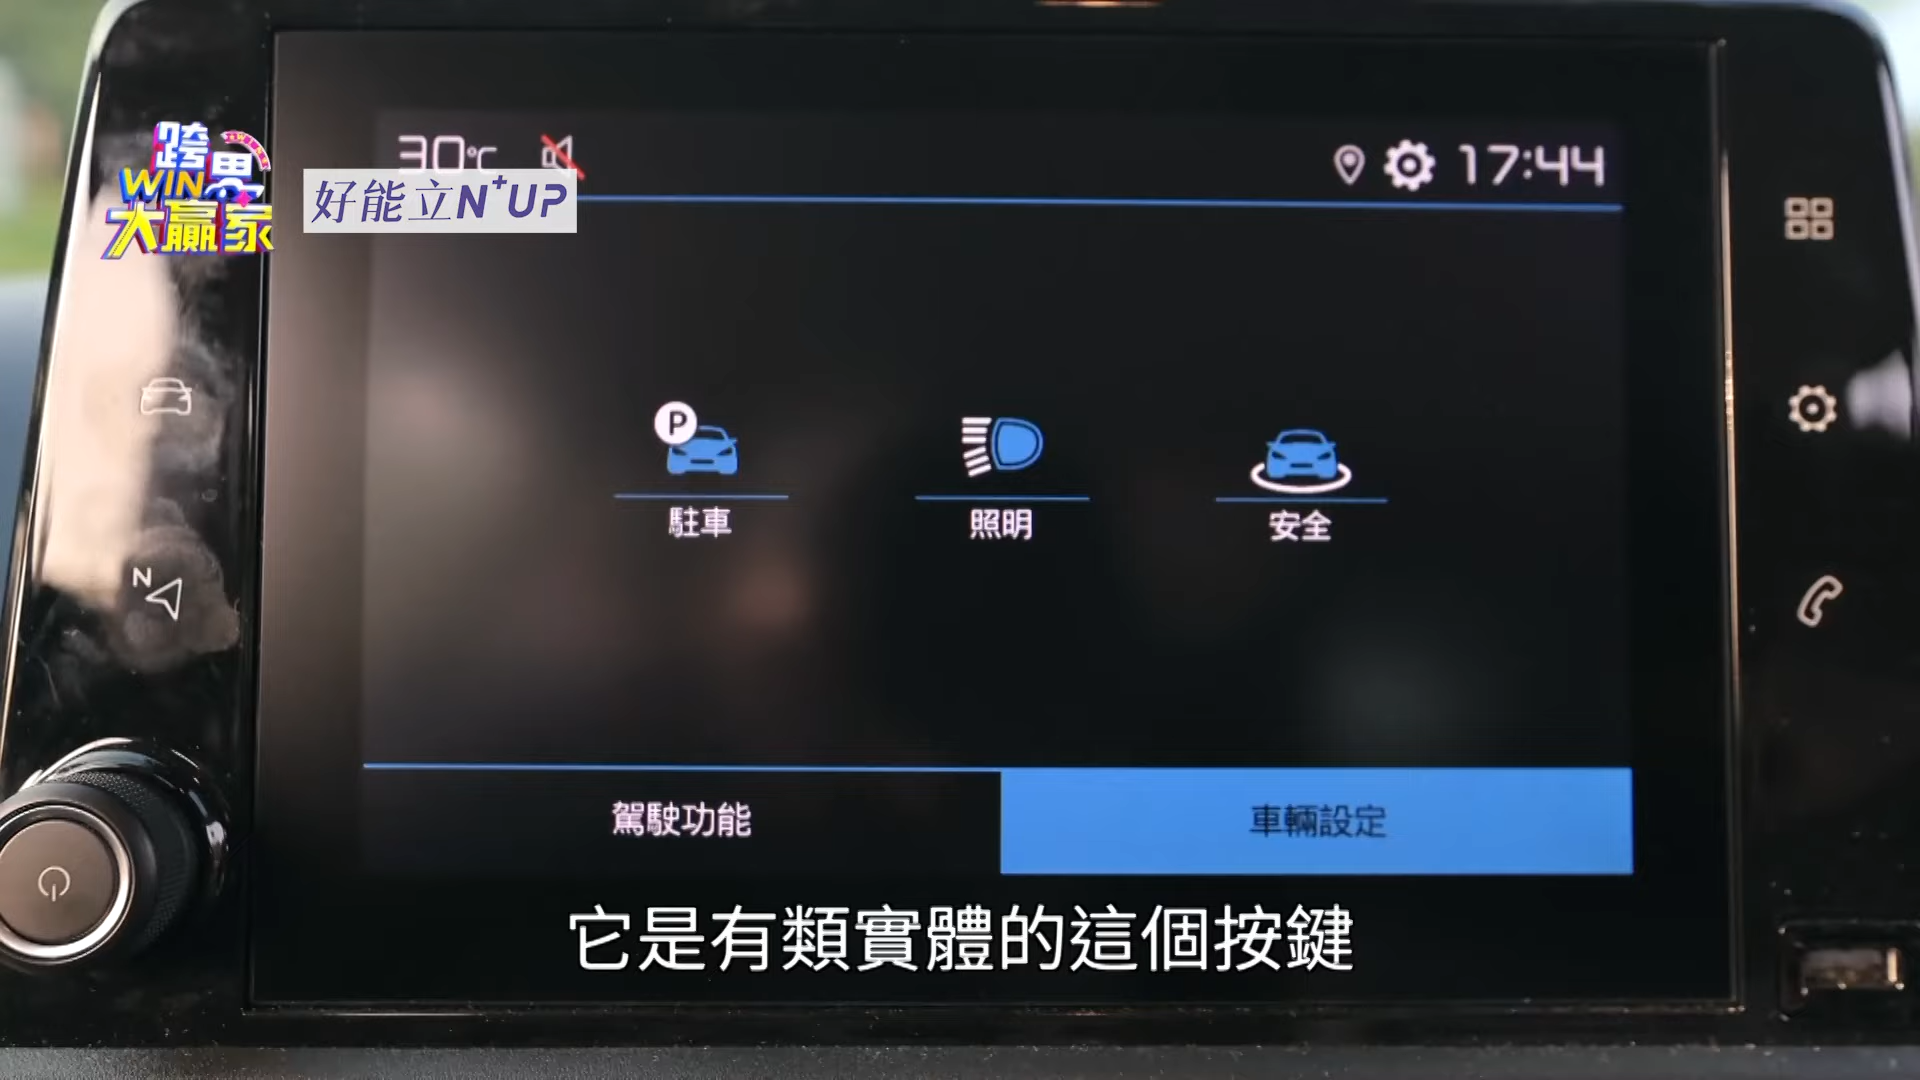 30°C
17:44
跨界
WIN
大贏家
好能立N+UP
P
駐車
照明
安全
N
駕駛功能
車輛設定
它是有類實體的這個按鍵